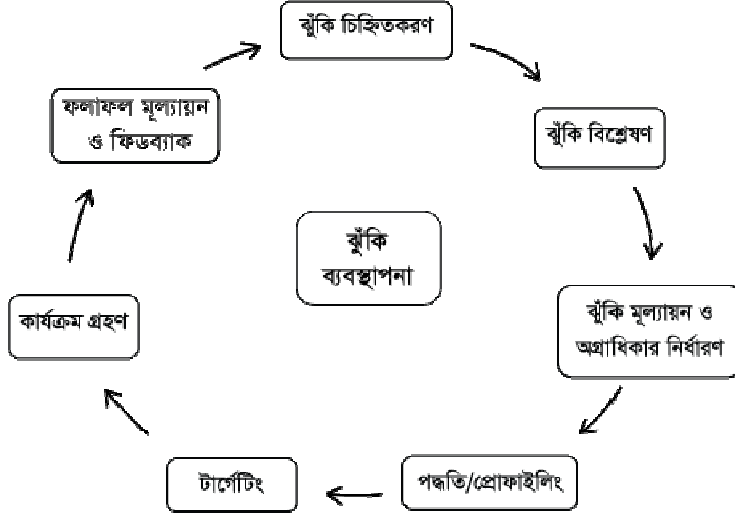 ঝুঁকি চিহ্নিতকরণ
ঝুঁকি বিশ্লেষণ
ঝুঁকি মূল্যায়ন ও
অগ্রাধিকার নির্ধারণ
পদ্ধতি/প্রোফাইলিং
টার্গেটিং
কার্যক্রম গ্রহণ
ফলাফল মূল্যায়ন
ও ফিডব্যাক
ঝুঁকি
ব্যবস্থাপনা